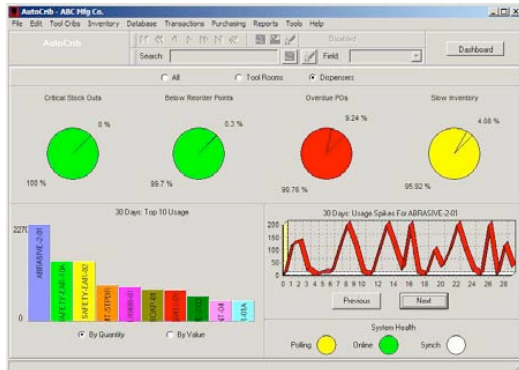 AutoCrib - ABC Mfg Co.
File Edit Tool Cribs Inventory Database Transactions Purchasing Reports Tools Help
AutoCrib
Disabled
Search: Field: Dashboard
All Tool Rooms Dispensers
Critical Stock Outs Below Reorder Points Overdue POs Slow Inventory
0 % 0.3 % 9.24 % 4.08 %
100 % 99.7 % 90.76 % 95.92 %
30 Days: Top 10 Usage
2270
0
ABRASIVE-2-01
SAFETY-EAR-02
By Quantity By Value
30 Days: Usage Spikes For ABRASIVE-2-01
200
150
100
50
0
0 1 2 3 4 5 6 7 8 9 10 12 14 16 18 20 22 24 26 28
Previous Next
System Health
Polling Online Synch